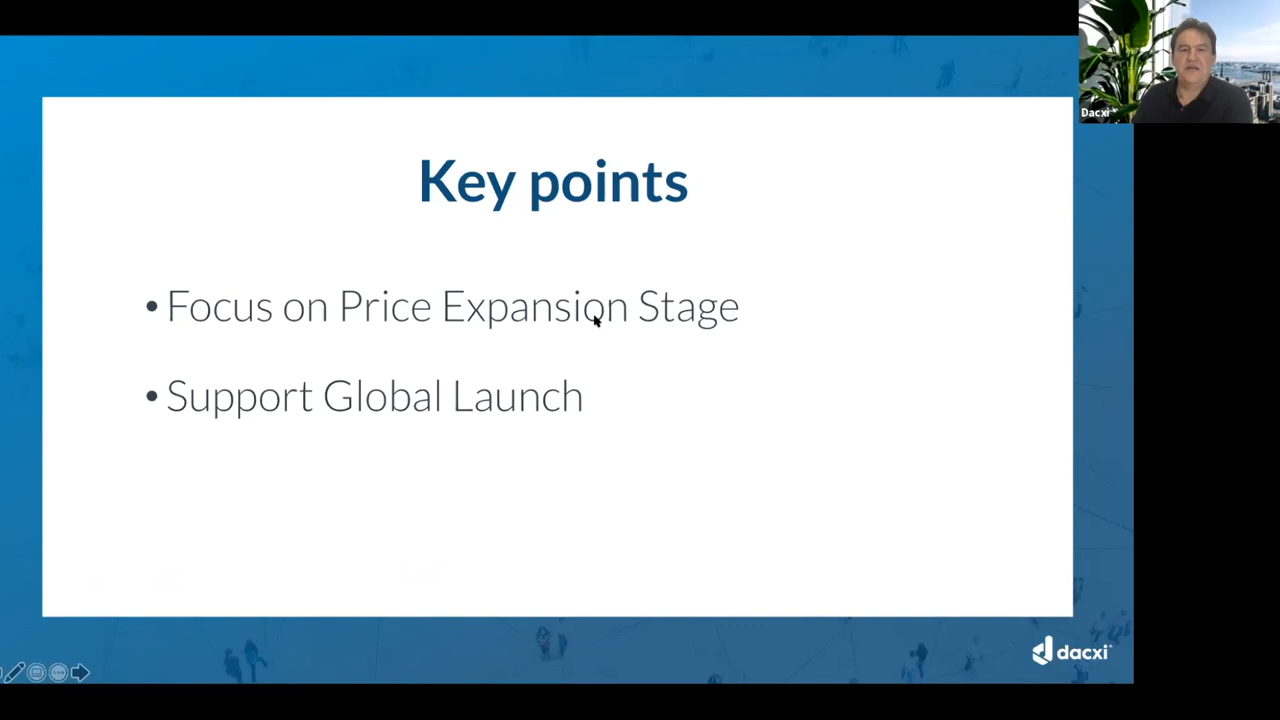 Dacxi
Key points
• Focus on Price Expansion Stage
• Support Global Launch
dacxi